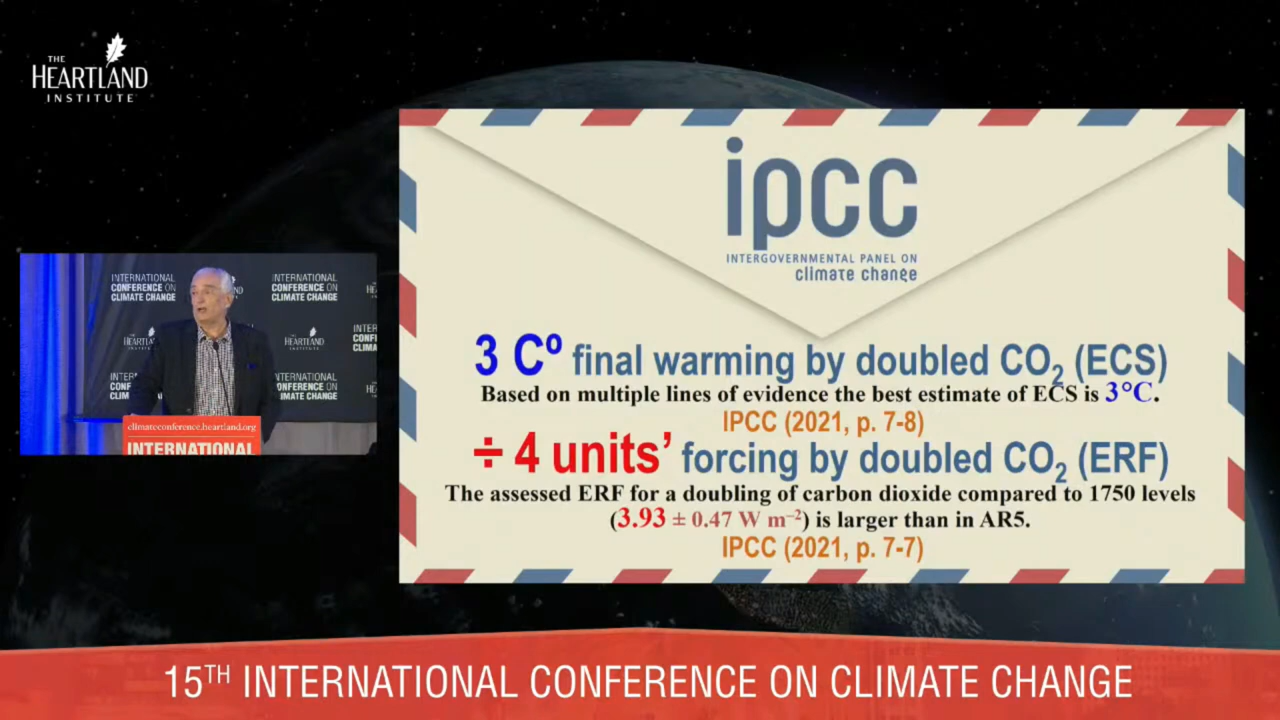 THE
HEARTLAND
INSTITUTE
ipcc
INTERGOVERNMENTAL PANEL ON
climate change
3 Cº final warming by doubled CO₂ (ECS)
Based on multiple lines of evidence the best estimate of ECS is 3°C.
IPCC (2021, p. 7-8)
÷ 4 units’ forcing by doubled CO₂ (ERF)
The assessed ERF for a doubling of carbon dioxide compared to 1750 levels
(3.93 ± 0.47 W m⁻²) is larger than in AR5.
IPCC (2021, p. 7-7)
INTERNATIONAL
CONFERENCE ON
CLIMATE CHANGE
INTERNATIONAL
CONFERENCE ON
CLIMATE CHANGE
THE
HEARTLAND
INSTITUTE
climateconference.heartland.org
INTERNATIONAL
15TH INTERNATIONAL CONFERENCE ON CLIMATE CHANGE